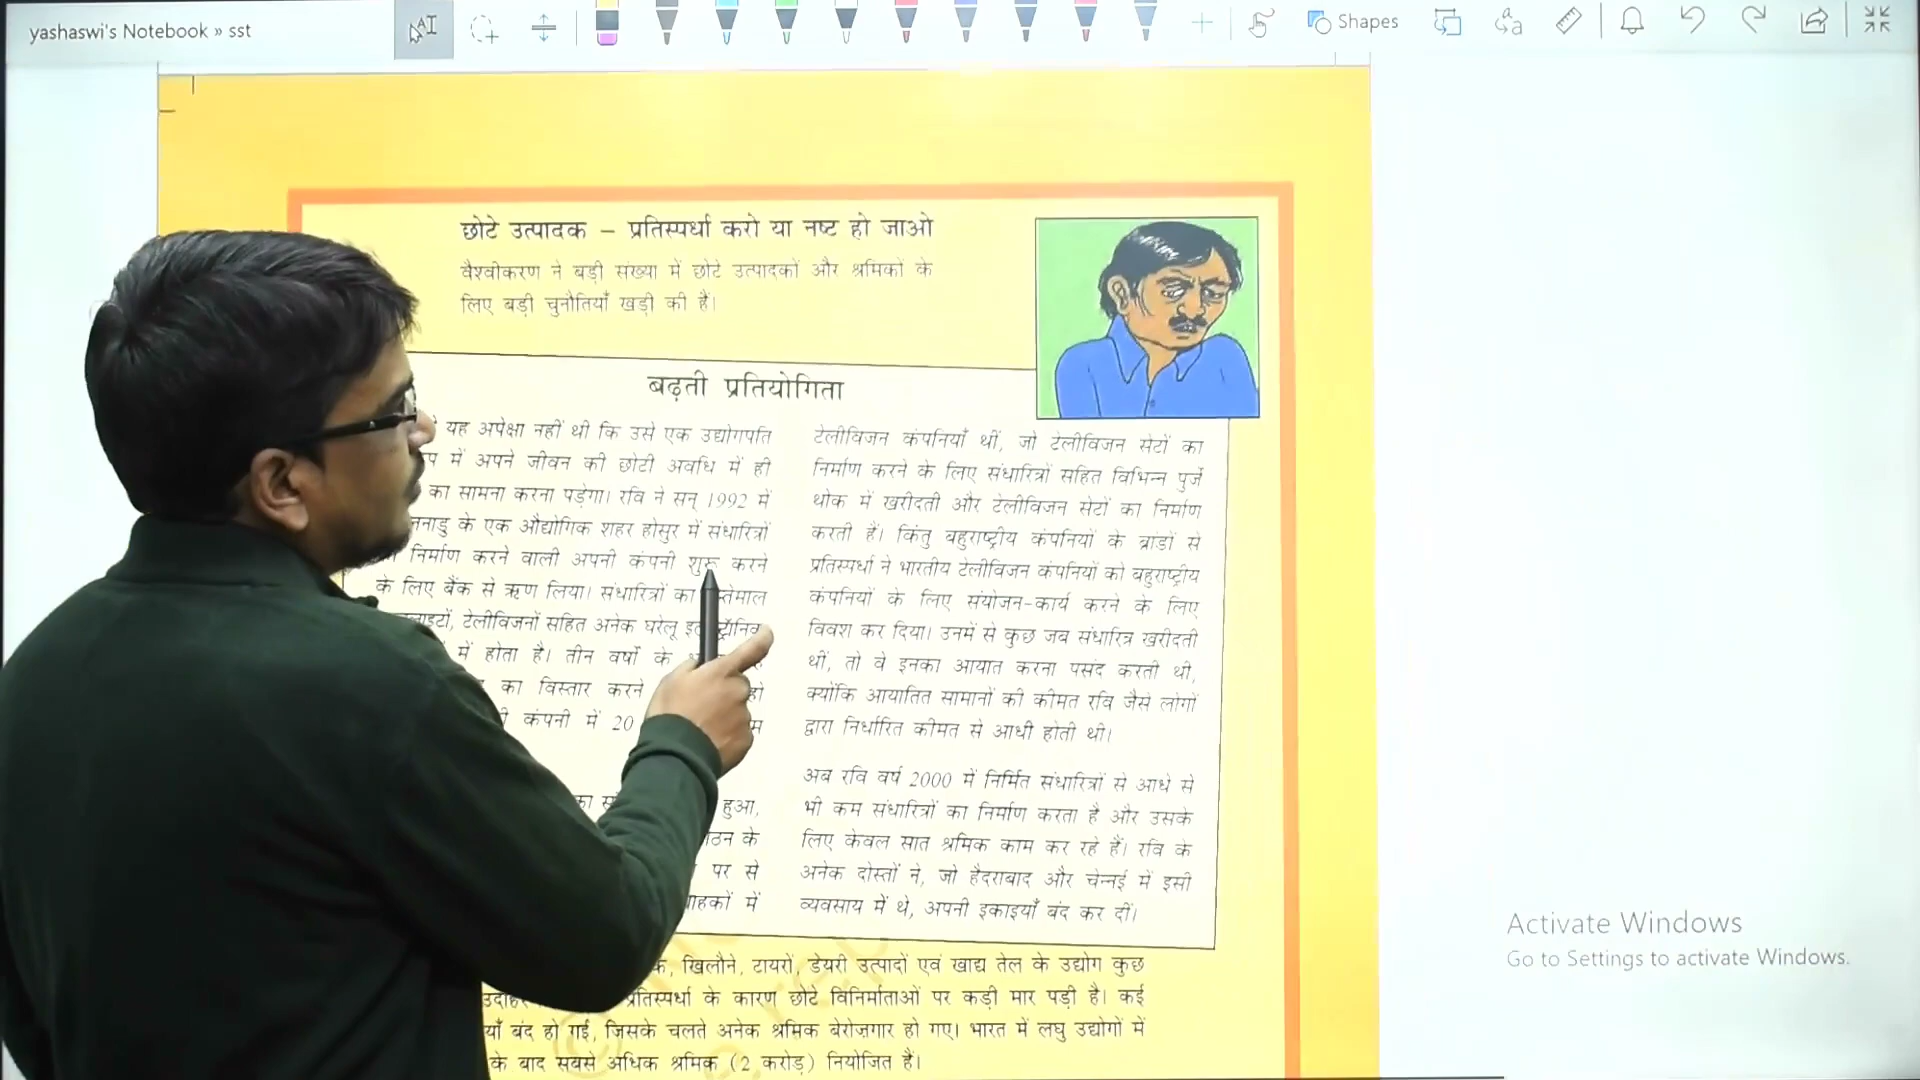 yashaswi's Notebook » sst
Shapes
छोटे उत्पादक – प्रतिस्पर्धा करो या नष्ट हो जाओ
वैश्वीकरण ने बड़ी संख्या में छोटे उत्पादकों और श्रमिकों के
लिए बड़ी चुनौतियाँ खड़ी की हैं।
बढ़ती प्रतियोगिता
यह अपेक्षा नहीं थी कि उसे एक उद्योगपति
में अपने जीवन की छोटी अवधि में ही
का सामना करना पड़ेगा। रवि ने सन् 1992 में
के एक औद्योगिक शहर होसुर में संधारित्रों
निर्माण करने वाली अपनी कंपनी शुरू करने
के लिए बैंक से ऋण लिया। संधारित्रों का
टेलीविजनों सहित अनेक घरेलू
में होता है। तीन वर्षों के
का विस्तार करने
कंपनी में 20
हुआ,
के
पर से
में
टेलीविजन कंपनियाँ थीं, जो टेलीविजन सेटों का
निर्माण करने के लिए संधारित्रों सहित विभिन्न पुर्जे
थोक में खरीदती और टेलीविजन सेटों का निर्माण
करती हैं। किंतु बहुराष्ट्रीय कंपनियों के ब्रांडों से
प्रतिस्पर्धा ने भारतीय टेलीविजन कंपनियों को बहुराष्ट्रीय
कंपनियों के लिए संयोजन-कार्य करने के लिए
विवश कर दिया। उनमें से कुछ जब संधारित्र खरीदती
थीं, तो वे इनका आयात करना पसंद करती थी,
क्योंकि आयातित सामानों की कीमत रवि जैसे लोगों
द्वारा निर्धारित कीमत से आधी होती थी।
अब रवि वर्ष 2000 में निर्मित संधारित्रों से आधे से
भी कम संधारित्रों का निर्माण करता है और उसके
लिए केवल सात श्रमिक काम कर रहे हैं। रवि के
अनेक दोस्तों ने, जो हैदराबाद और चेन्नई में इसी
व्यवसाय में थे, अपनी इकाइयाँ बंद कर दीं।
खिलौने, टायरों, डेयरी उत्पादों एवं खाद्य तेल के उद्योग कुछ
प्रतिस्पर्धा के कारण छोटे विनिर्माताओं पर कड़ी मार पड़ी है। कई
बंद हो गईं, जिसके चलते अनेक श्रमिक बेरोज़गार हो गए। भारत में लघु उद्योगों में
के बाद सबसे अधिक श्रमिक (2 करोड़) नियोजित हैं।
Activate Windows
Go to Settings to activate Windows.